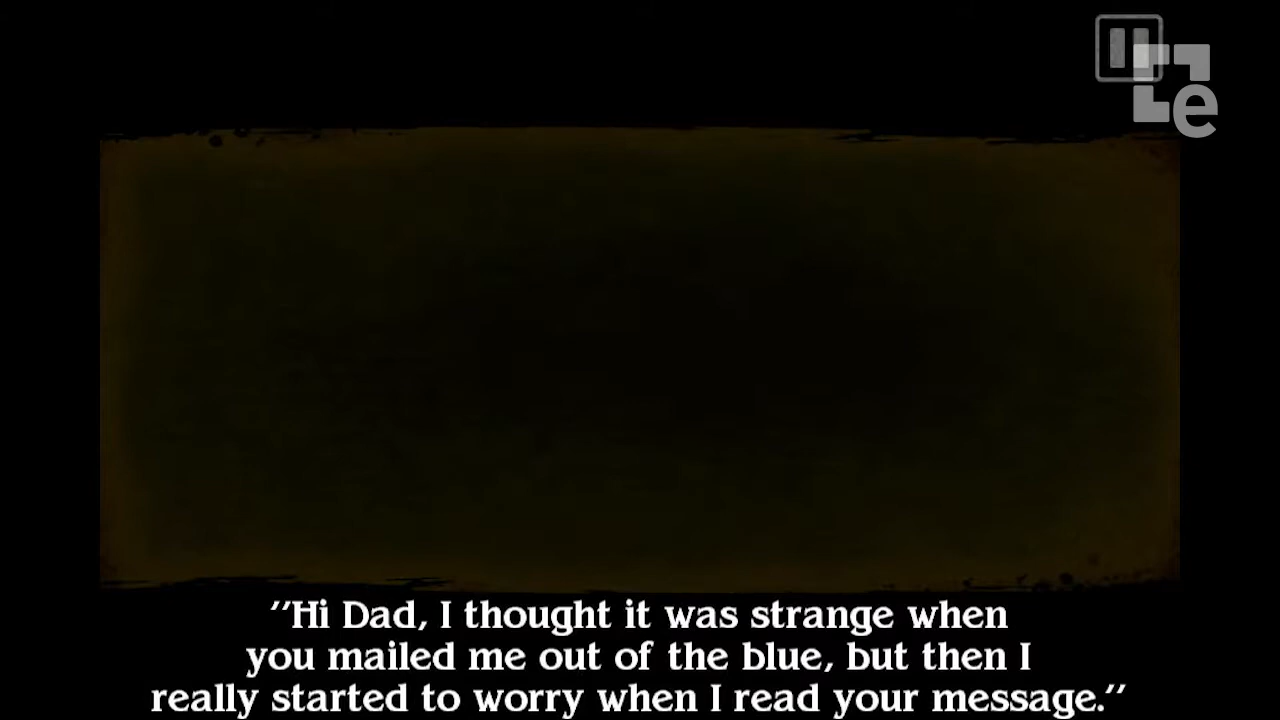 e
"Hi Dad, I thought it was strange when
you mailed me out of the blue, but then I
really started to worry when I read your message."